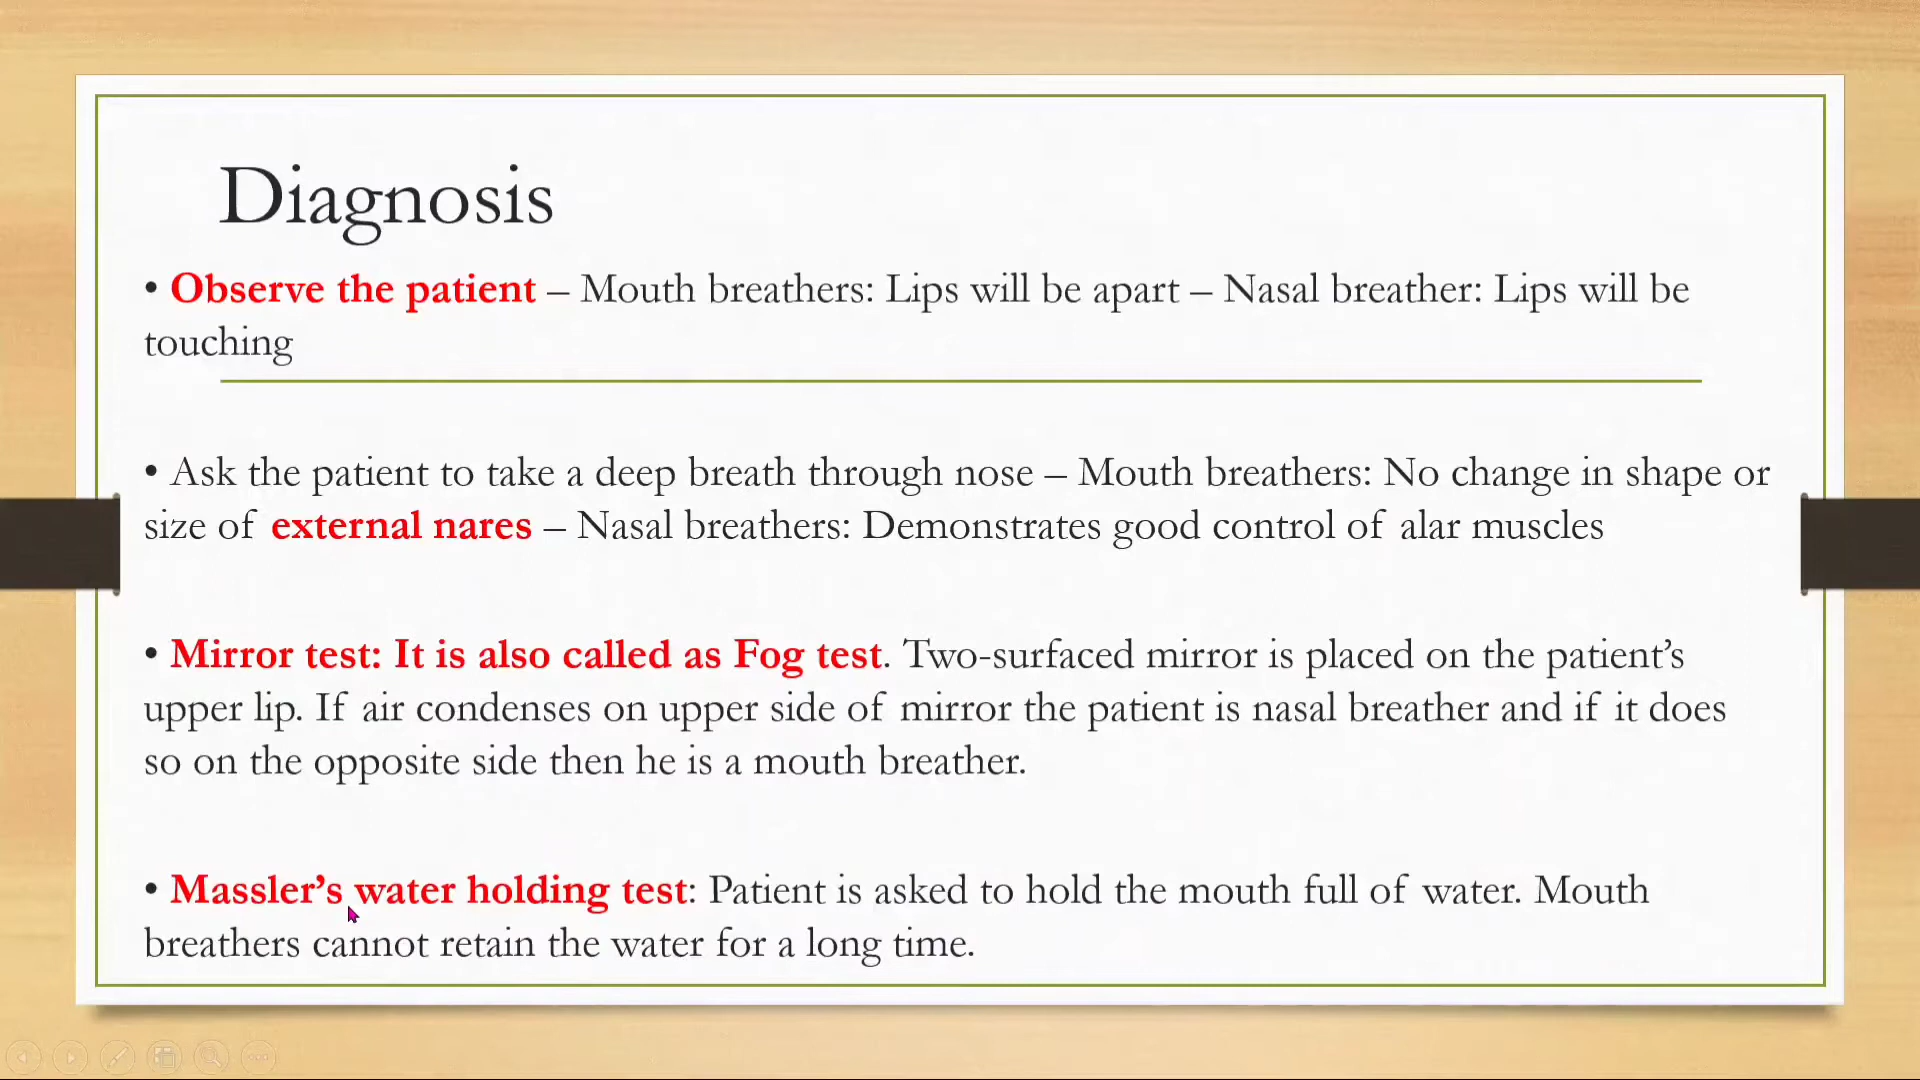 Diagnosis
• Observe the patient – Mouth breathers: Lips will be apart – Nasal breather: Lips will be
touching
• Ask the patient to take a deep breath through nose – Mouth breathers: No change in shape or
size of external nares – Nasal breathers: Demonstrates good control of alar muscles
• Mirror test: It is also called as Fog test. Two-surfaced mirror is placed on the patient’s
upper lip. If air condenses on upper side of mirror the patient is nasal breather and if it does
so on the opposite side then he is a mouth breather.
• Massler’s water holding test: Patient is asked to hold the mouth full of water. Mouth
breathers cannot retain the water for a long time.